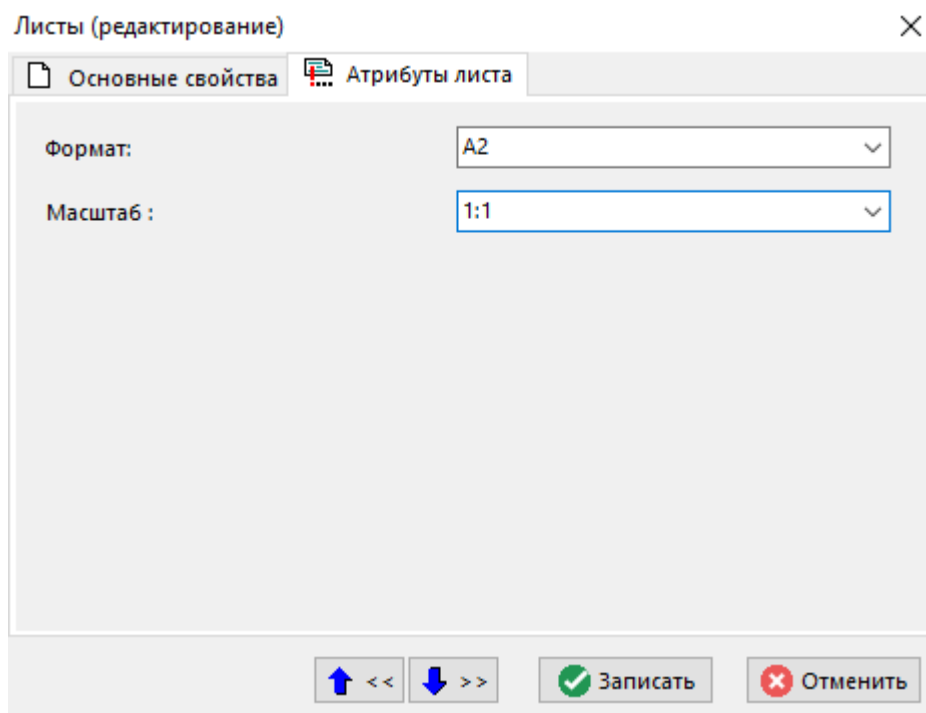 Листы (редактирование)
Основные свойства Атрибуты листа
Формат: A2
Масштаб : 1:1
<< >> Записать Отменить